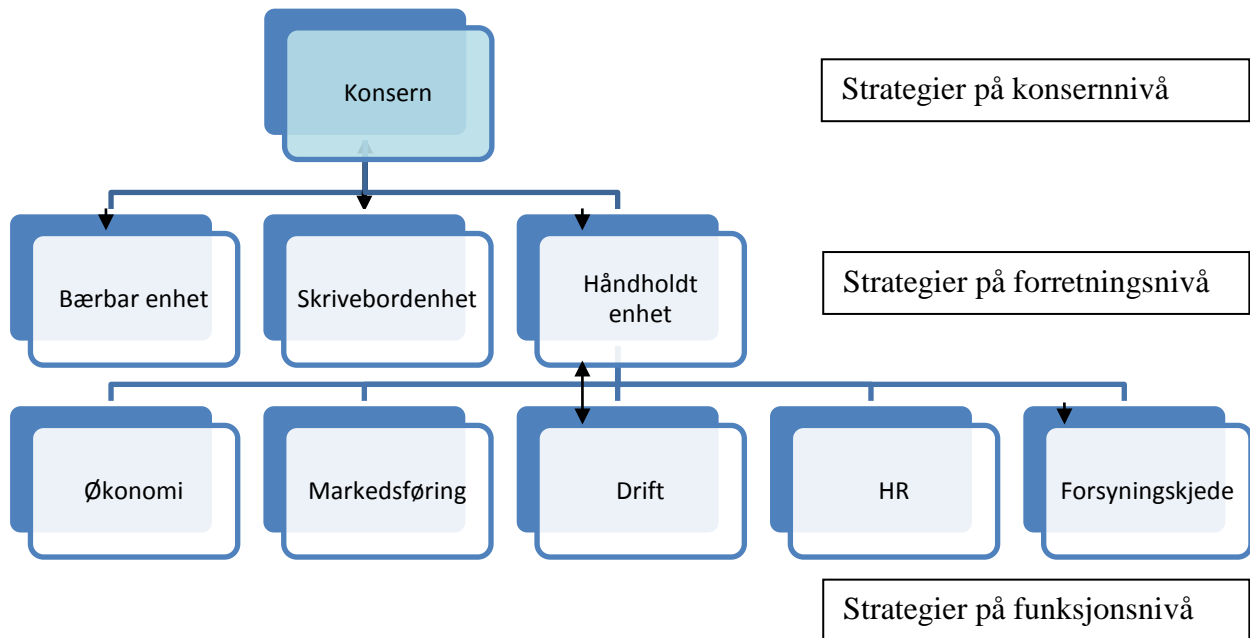 Konsern
Strategier på konsernnivå
Bærbar enhet
Skrivebordenhet
Håndholdt
enhet
Strategier på forretningsnivå
Økonomi
Markedsføring
Drift
HR
Forsyningskjede
Strategier på funksjonsnivå